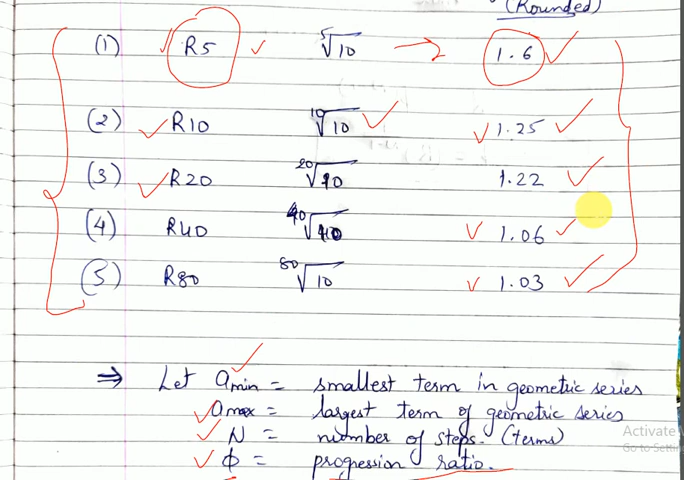 (Rounded)
(1) R5 ⁵√10 → 1.6
(2) R10 ¹⁰√10 1.25
(3) R20 ²⁰√10 1.22
(4) R40 ⁴⁰√10 1.06
(5) R80 ⁸⁰√10 1.03
⇒ Let amin = smallest term in geometric series
amax = largest term of geometric series
N = number of steps. (terms)
ϕ = progression ratio.
Activate
Go to Setti